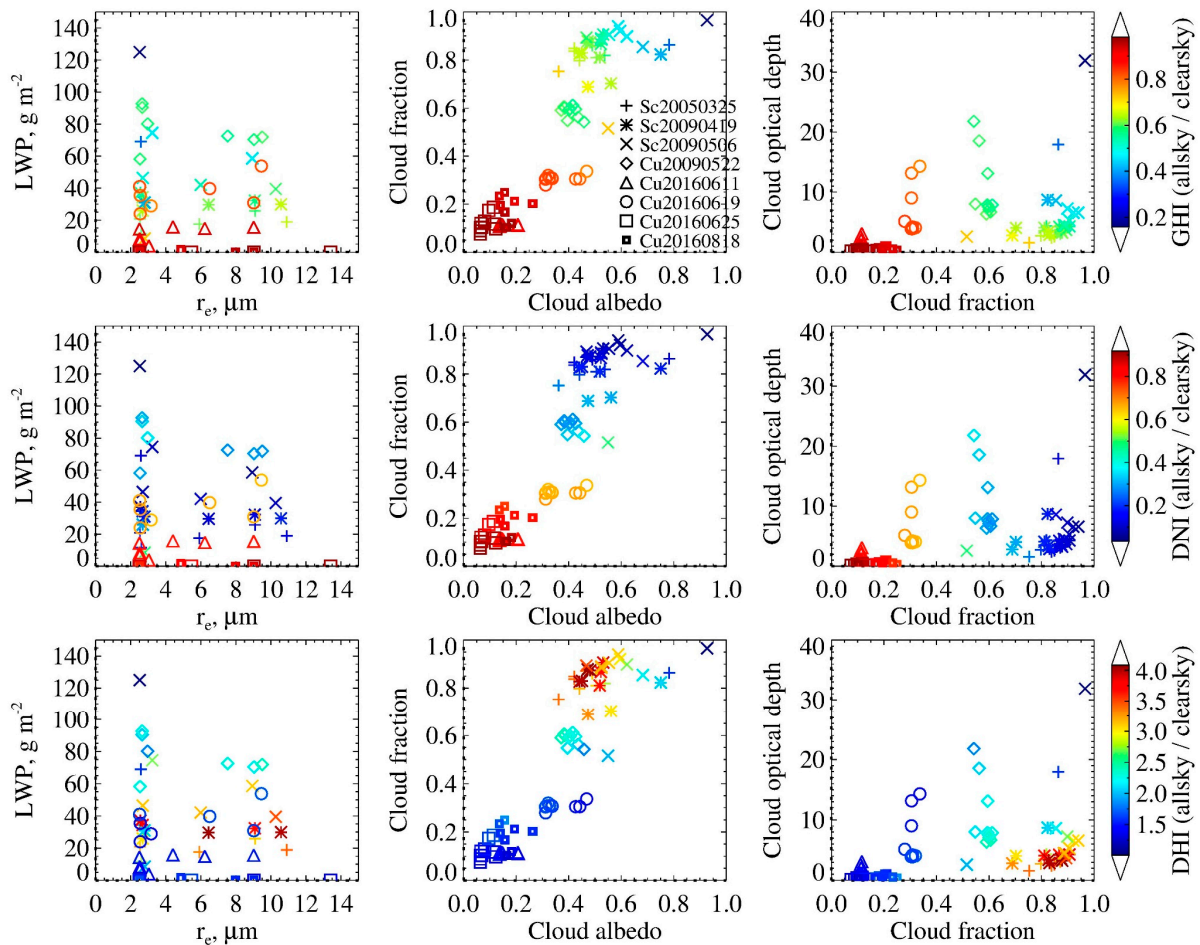 LWP, g m-2
140
120
100
80
60
40
20
0
0 2 4 6 8 10 12 14
re, μm
Cloud fraction
1.0
0.8
0.6
0.4
0.2
0.0
0.0 0.2 0.4 0.6 0.8 1.0
Cloud albedo
Sc20050325
Sc20090419
Sc20090506
Cu20090522
Cu20160611
Cu20160619
Cu20160625
Cu20160818
Cloud optical depth
40
30
20
10
0
0.0 0.2 0.4 0.6 0.8 1.0
Cloud fraction
0.8
0.6
0.4
0.2
GHI (allsky / clearsky)
LWP, g m-2
140
120
100
80
60
40
20
0
0 2 4 6 8 10 12 14
re, μm
Cloud fraction
1.0
0.8
0.6
0.4
0.2
0.0
0.0 0.2 0.4 0.6 0.8 1.0
Cloud albedo
Cloud optical depth
40
30
20
10
0
0.0 0.2 0.4 0.6 0.8 1.0
Cloud fraction
0.8
0.6
0.4
0.2
DNI (allsky / clearsky)
LWP, g m-2
140
120
100
80
60
40
20
0
0 2 4 6 8 10 12 14
re, μm
Cloud fraction
1.0
0.8
0.6
0.4
0.2
0.0
0.0 0.2 0.4 0.6 0.8 1.0
Cloud albedo
Cloud optical depth
40
30
20
10
0
0.0 0.2 0.4 0.6 0.8 1.0
Cloud fraction
4.0
3.5
3.0
2.5
2.0
1.5
DHI (allsky / clearsky)